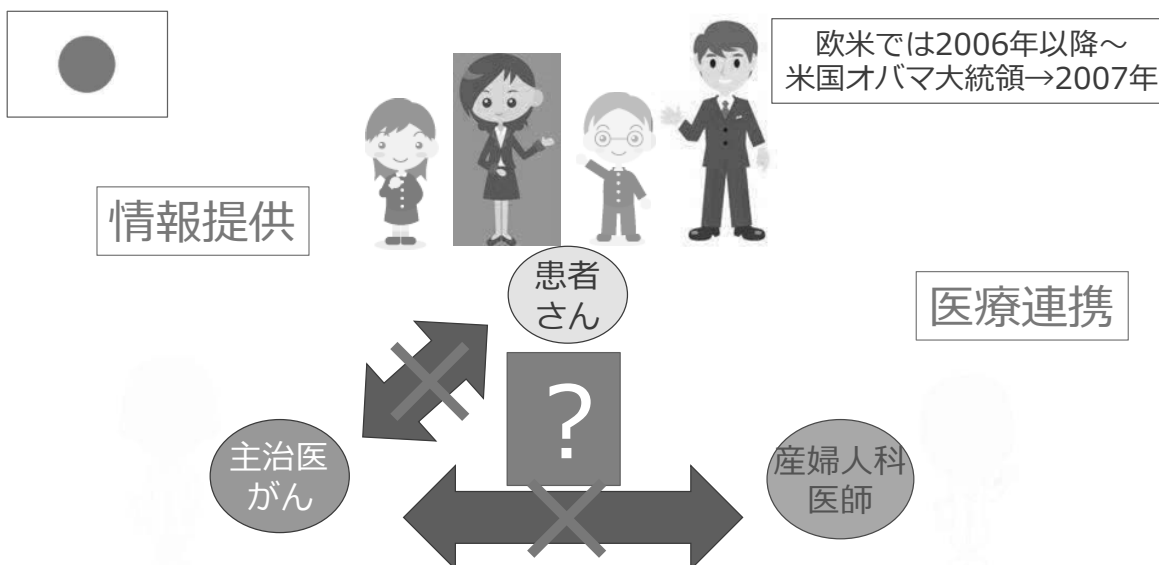 欧米では2006年以降～
米国オバマ大統領→2007年
情報提供
患者
さん
医療連携
?
主治医
がん
産婦人科
医師